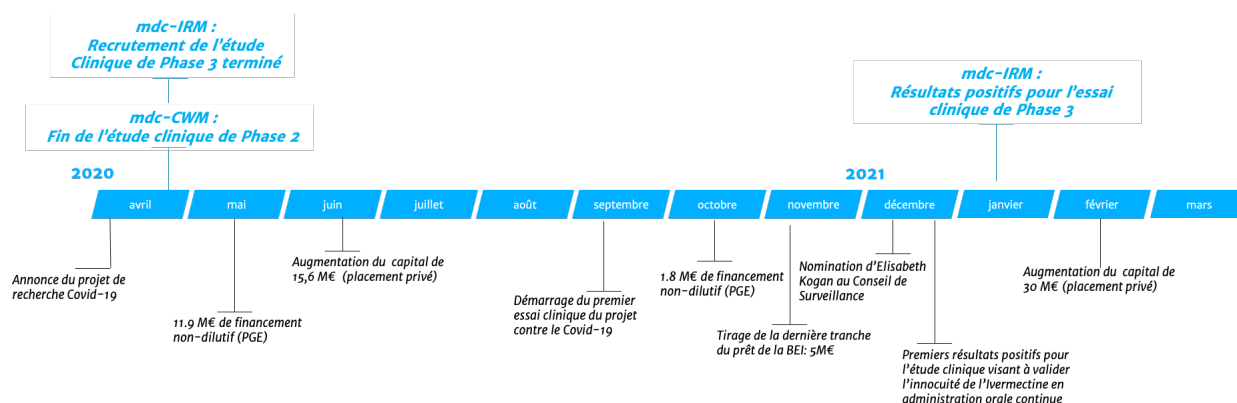 mdc-IRM :
Recrutement de l'étude
Clinique de Phase 3 terminé
mdc-CWM :
Fin de l'étude clinique de Phase 2
mdc-IRM :
Résultats positifs pour l'essai
clinique de Phase 3
2020
2021
avril
mai
juin
juillet
août
septembre
octobre
novembre
décembre
janvier
février
mars
Annonce du projet de
recherche Covid-19
11.9 M€ de financement
non-dilutif (PGE)
Augmentation du capital de
15,6 M€ (placement privé)
Démarrage du premier
essai clinique du projet
contre le Covid-19
1.8 M€ de financement
non-dilutif (PGE)
Tirage de la dernière tranche
du prêt de la BEI: 5M€
Nomination d'Elisabeth
Kogan au Conseil de
Surveillance
Premiers résultats positifs pour
l'étude clinique visant à valider
l'innocuité de l'Ivermectine en
administration orale continue
Augmentation du capital de
30 M€ (placement privé)